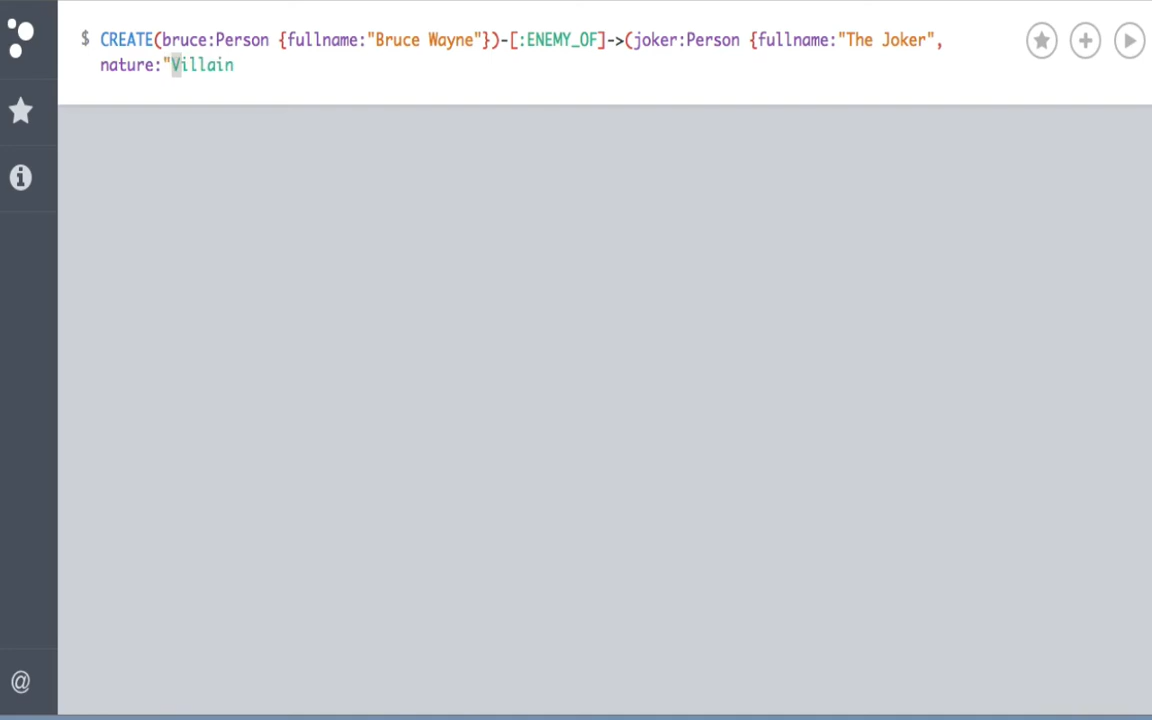 $ CREATE(bruce:Person {fullname:"Bruce Wayne"})-[:ENEMY_OF]->(joker:Person {fullname:"The Joker",
nature:"Villain
@